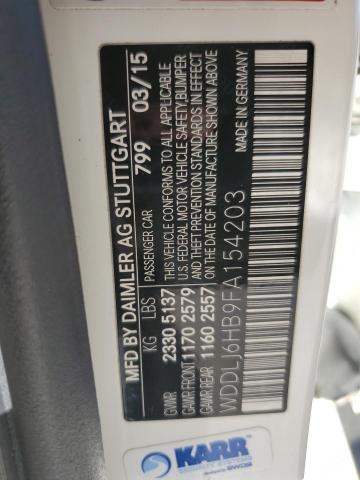 MFD BY DAIMLER AG STUTTGART
PASSENGER CAR 799 03/15
KG LBS
GVWR 2330 5137
GAWR FRONT 1170 2579
GAWR REAR 1160 2557
THIS VEHICLE CONFORMS TO ALL APPLICABLE
U.S. FEDERAL MOTOR VEHICLE SAFETY,BUMPER
AND THEFT PREVENTION STANDARDS IN EFFECT
ON THE DATE OF MANUFACTURE SHOWN ABOVE
WDDLJ6HB9FA154203
MADE IN GERMANY
KARR
SECURITY SYSTEMS